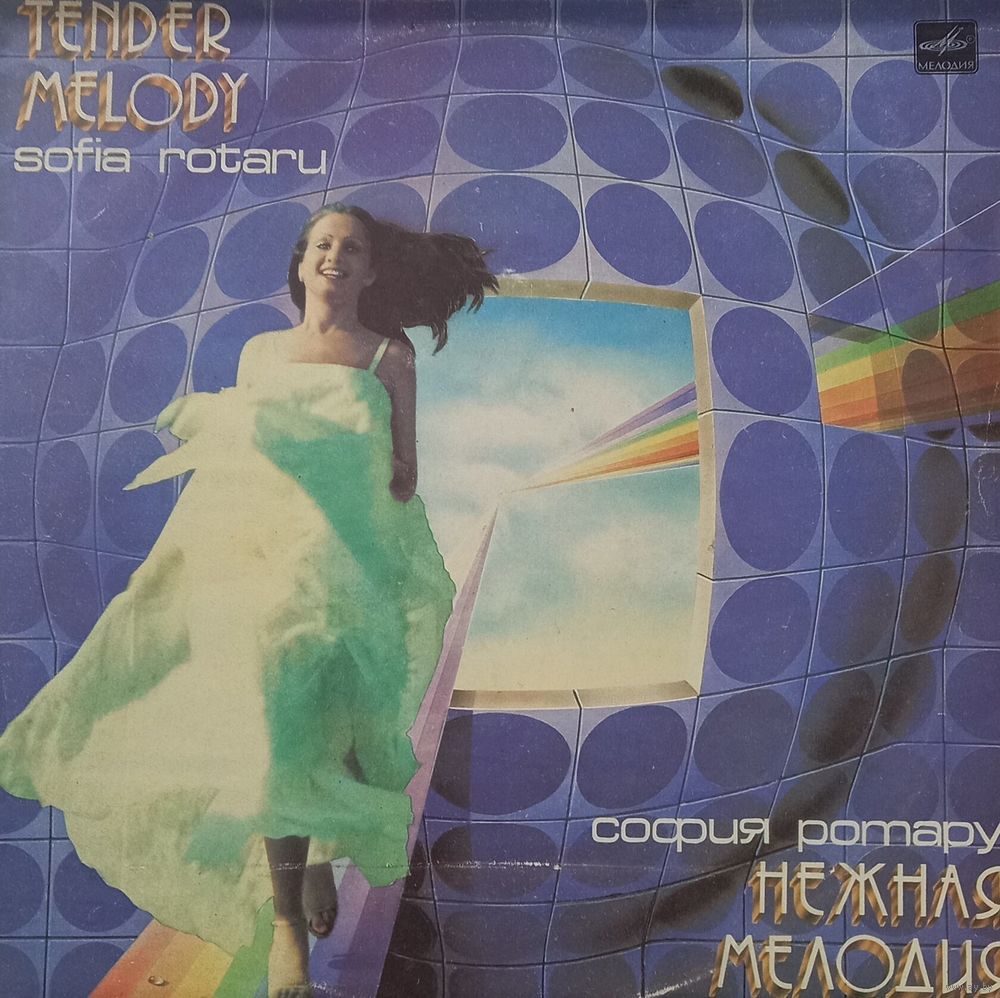 TENDER
MELODY
sofia rotaru
МЕЛОДИЯ
софия ротару
НЕЖНАЯ
МЕЛОДИЯ